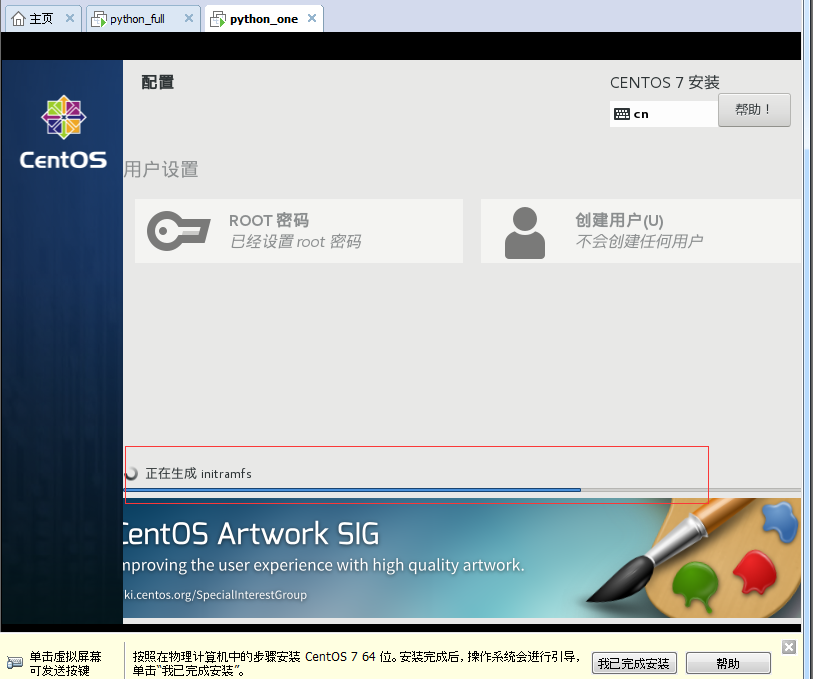 主页
python_full
python_one
配置
CENTOS 7 安装
cn
帮助！
CentOS
用户设置
ROOT 密码
已经设置 root 密码
创建用户(U)
不会创建任何用户
正在生成 initramfs
CentOS Artwork SIG
mproving the user experience with high quality artwork.
ki.centos.org/SpecialInterestGroup
单击虚拟屏幕
可发送按键
按照在物理计算机中的步骤安装 CentOS 7 64 位。安装完成后，操作系统会进行引导，
单击“我已完成安装”。
我已完成安装
帮助